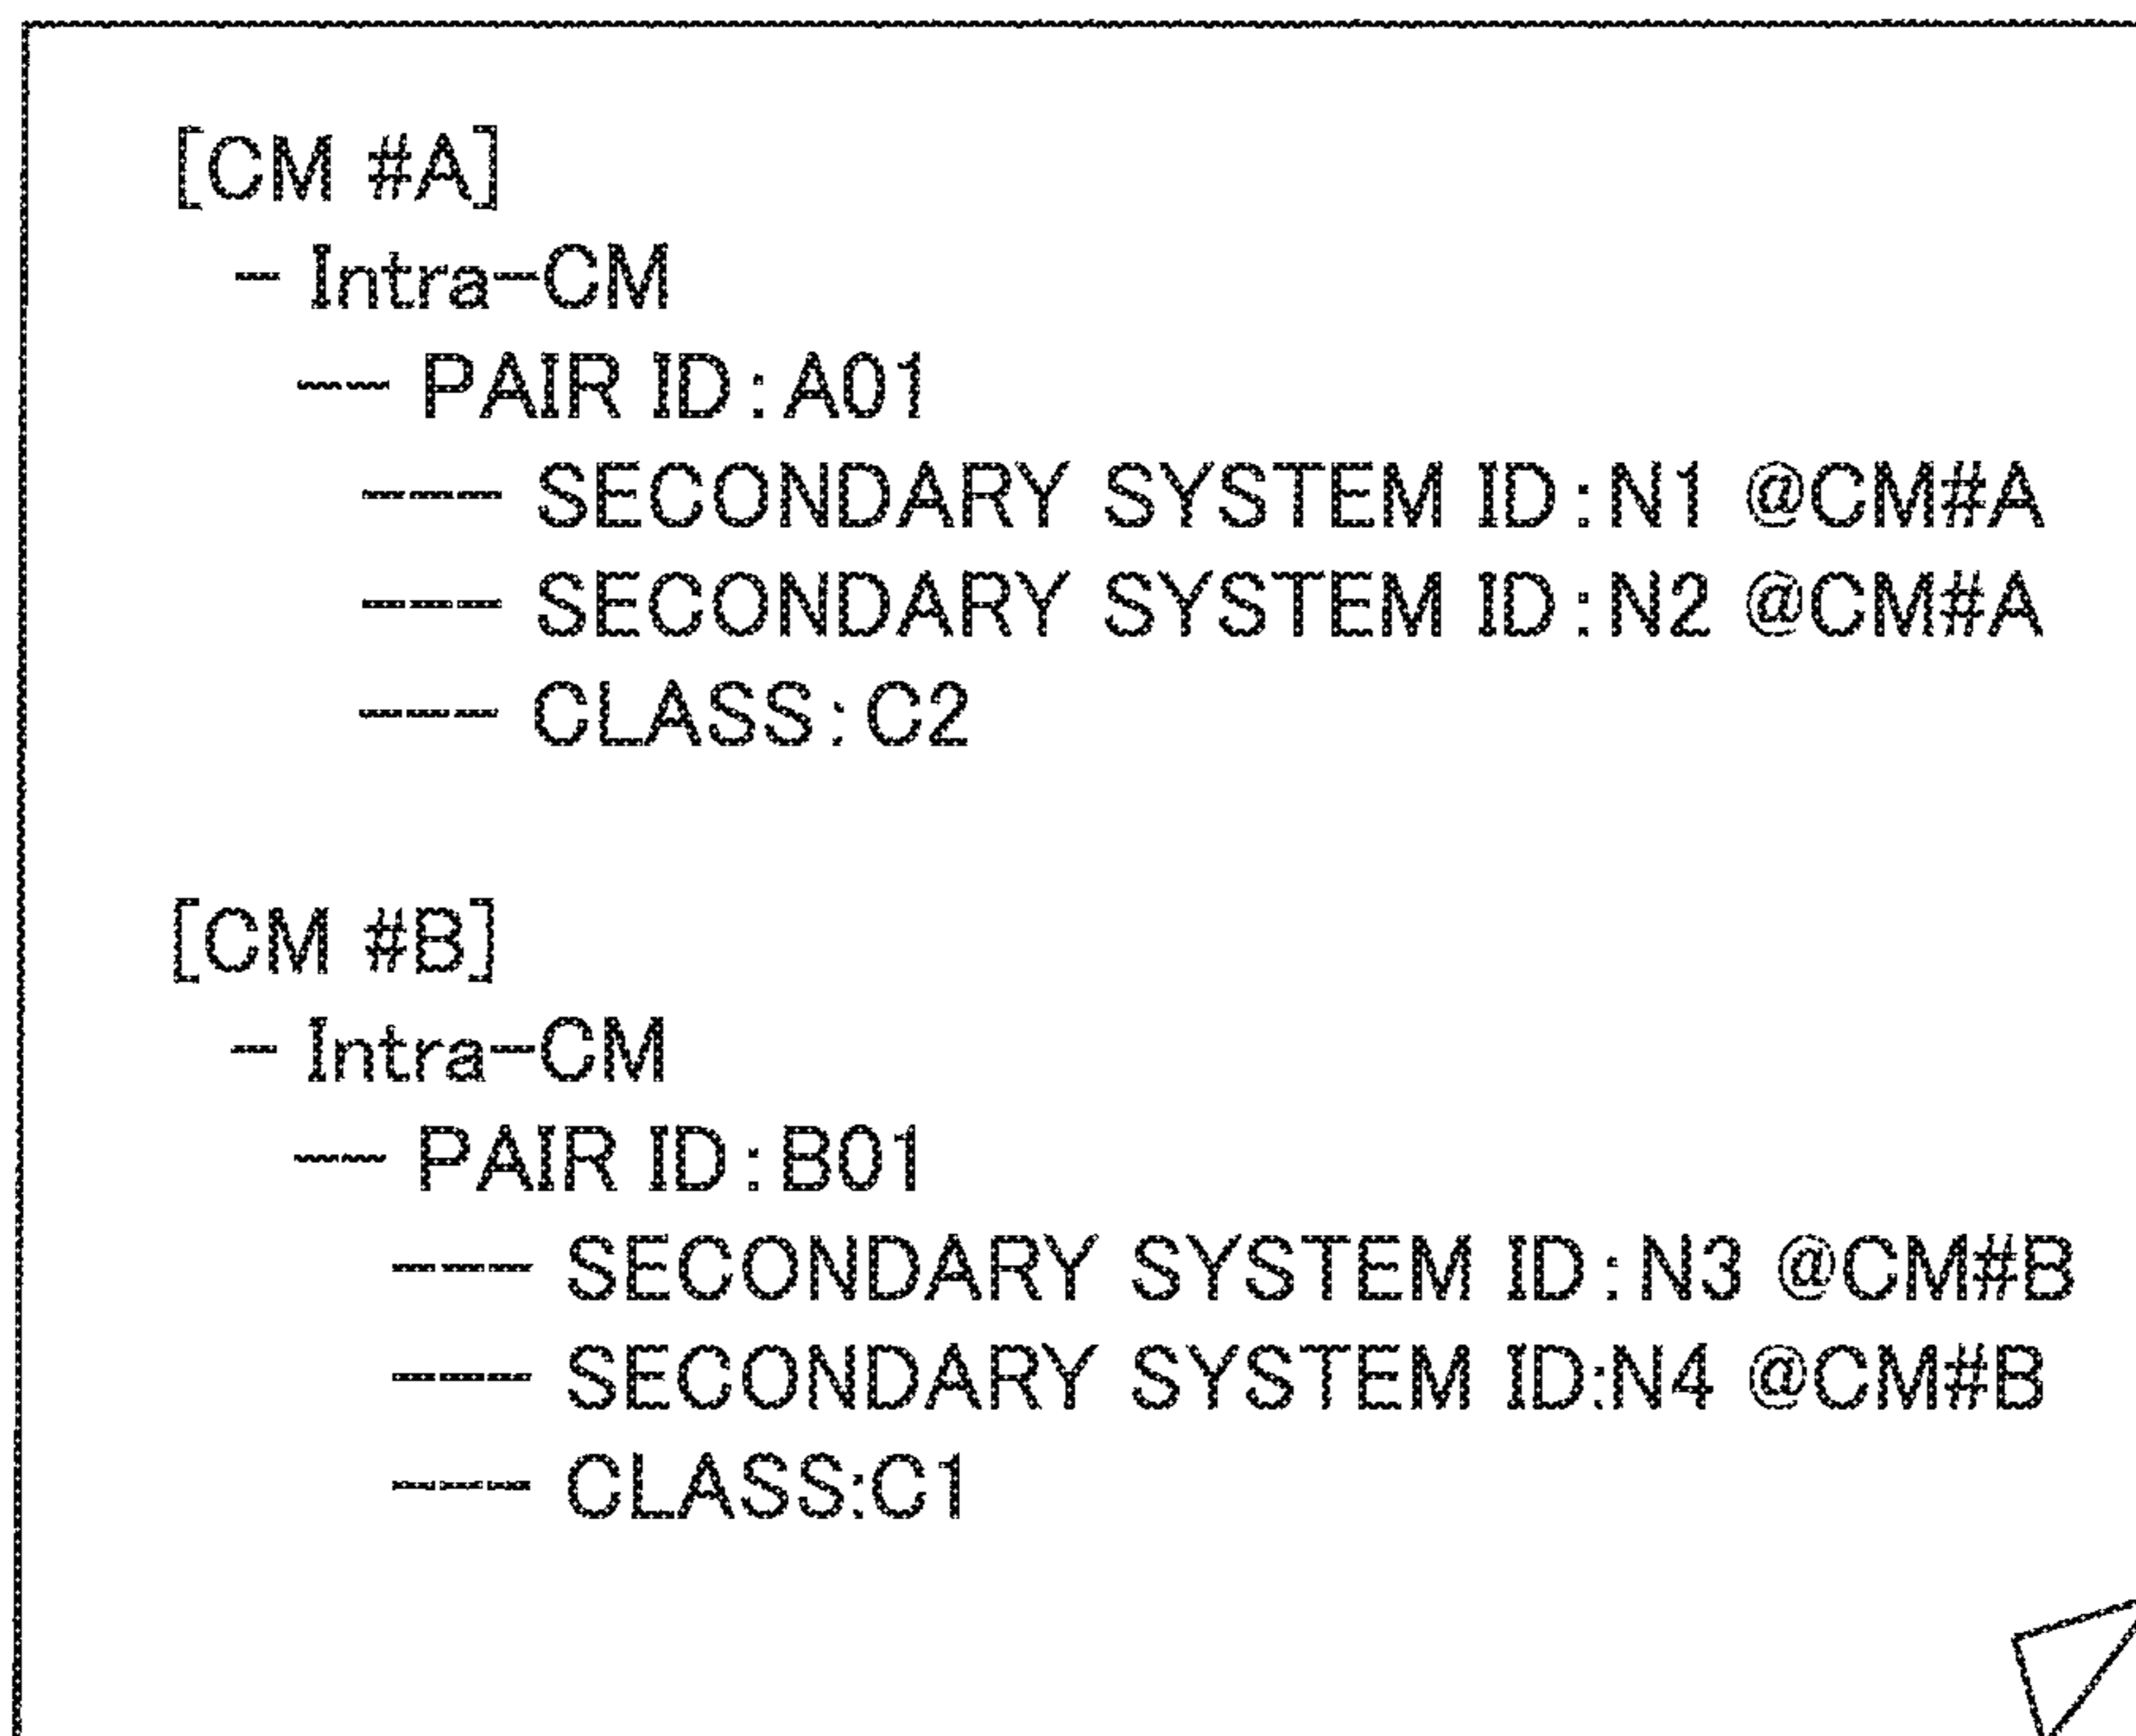 [CM #A]
- Intra-CM
-- PAIR ID:A01
--- SECONDARY SYSTEM ID:N1 @CM#A
--- SECONDARY SYSTEM ID:N2 @CM#A
--- CLASS:C2
[CM #B]
- Intra-CM
-- PAIR ID:B01
--- SECONDARY SYSTEM ID:N3 @CM#B
--- SECONDARY SYSTEM ID:N4 @CM#B
--- CLASS:C1